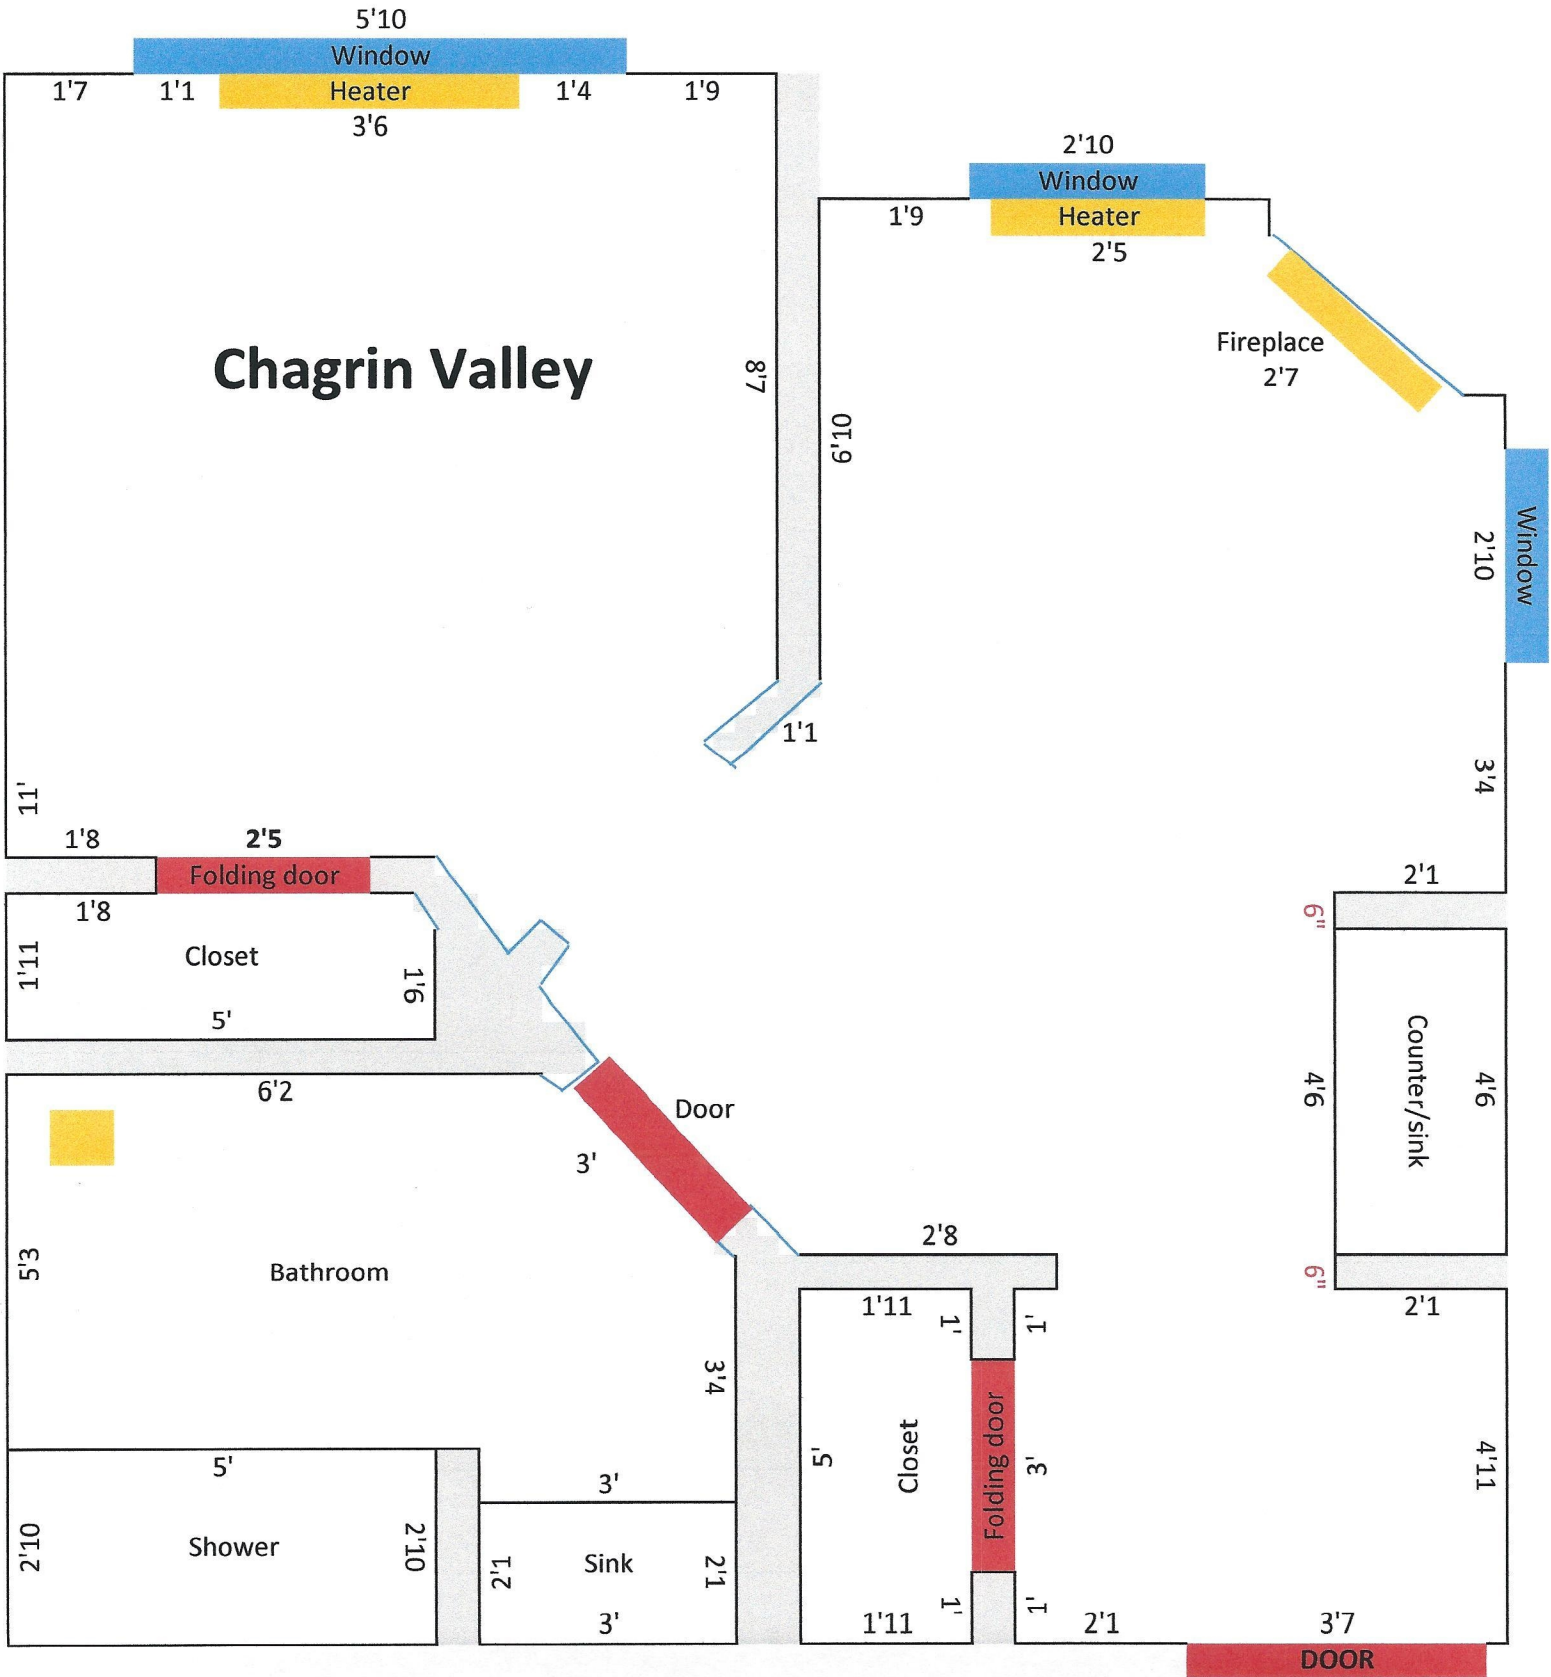 5'10
Window
1'7 1'1 Heater 1'4 1'9
3'6
2'10
Window
1'9 Heater
2'5
Chagrin Valley
8'7
6'10
Fireplace
2'7
Window
2'10
1'1
3'4
11'
1'8 2'5
Folding door
1'8
1'11 Closet 1'6
5'
2'1
6"
Counter/sink
4'6 4'6
6"
2'1
6'2
Door
3'
5'3
Bathroom
2'8
1'11 1' 1'
3'4
5'
Closet
Folding door
3'
4'11
5'
3'
2'10 Shower 2'10
2'1 Sink 2'1
3'
1'11 1' 1' 2'1 3'7
DOOR